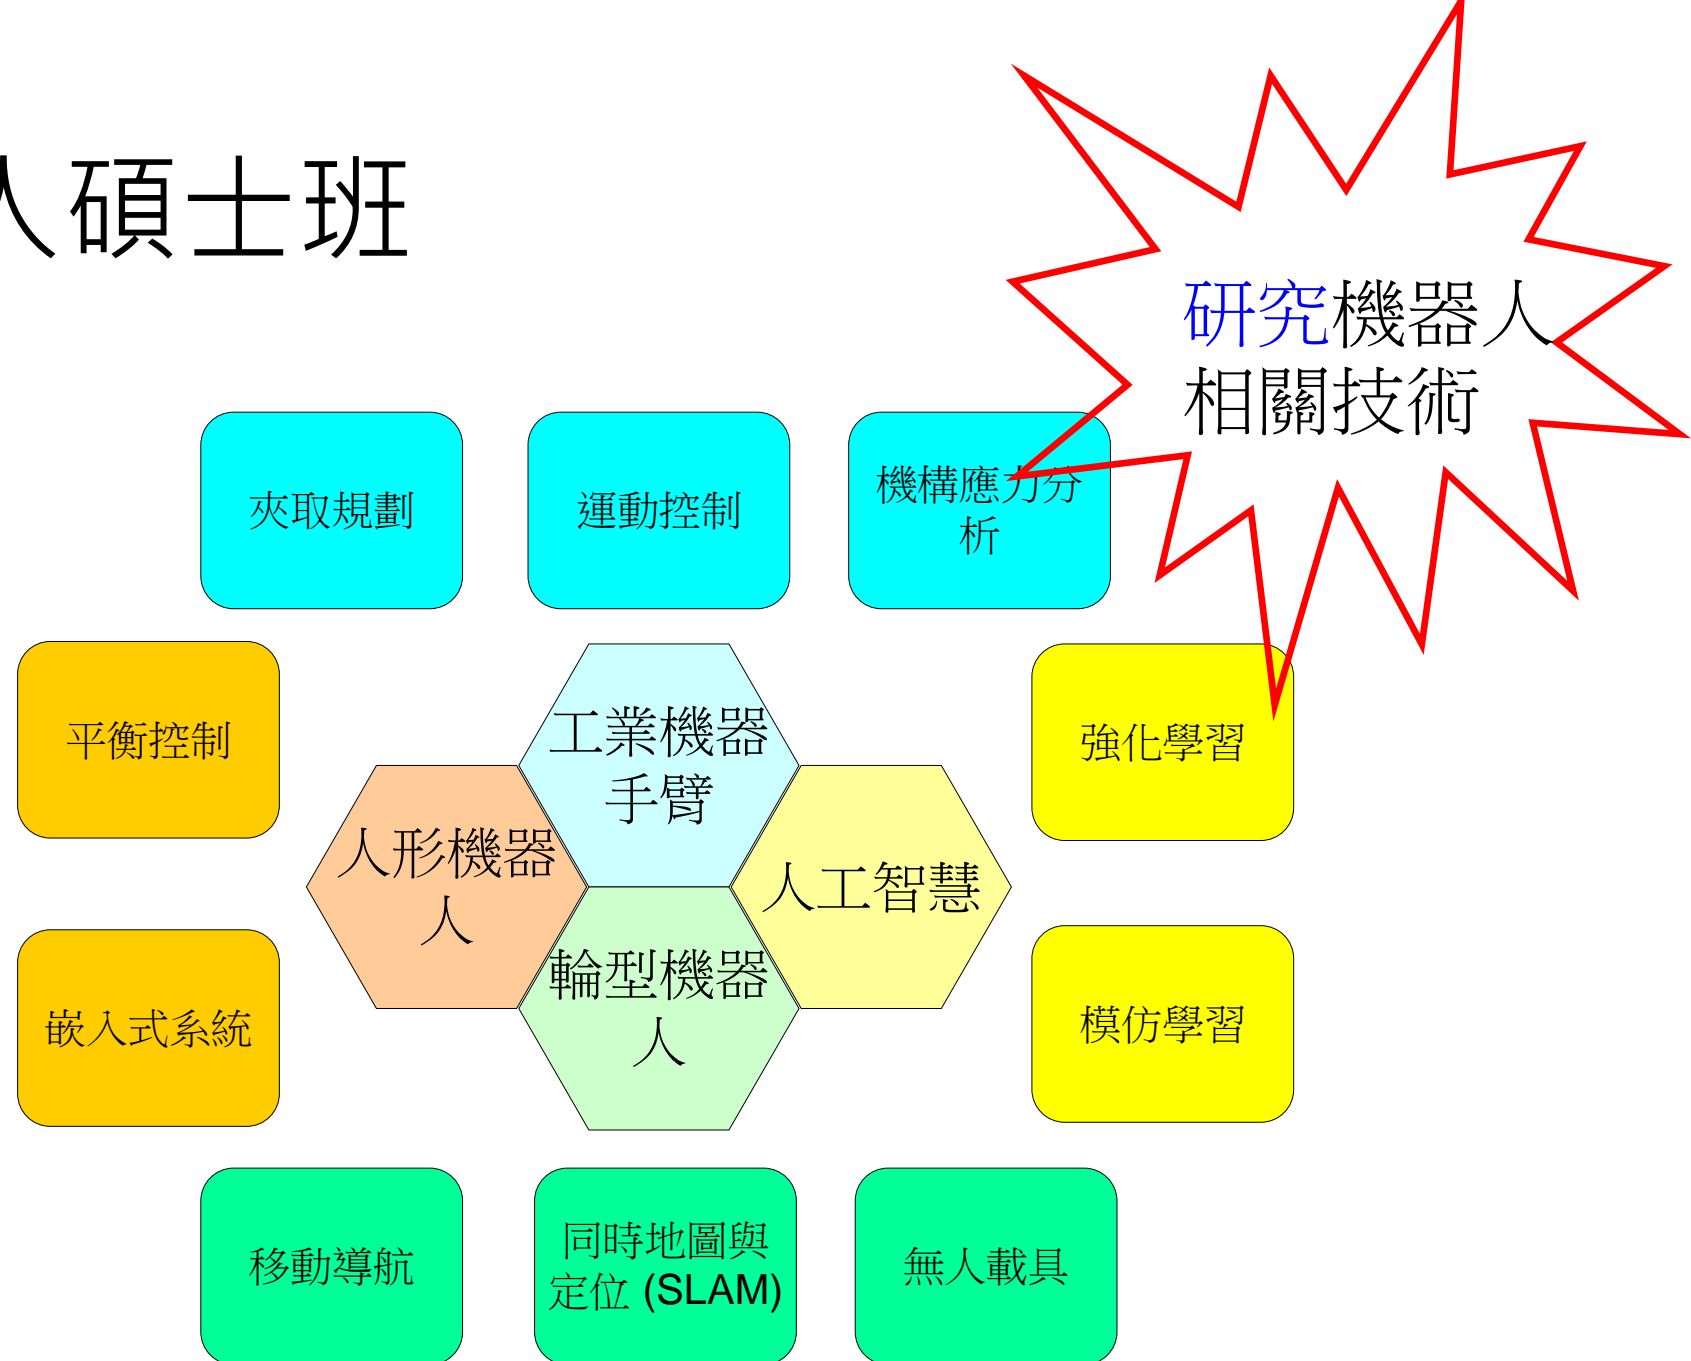 人碩士班
研究機器人
相關技術
夾取規劃
運動控制
機構應力分
析
平衡控制
工業機器
手臂
強化學習
人形機器
人
人工智慧
嵌入式系統
輪型機器
人
模仿學習
移動導航
同時地圖與
定位 (SLAM)
無人載具